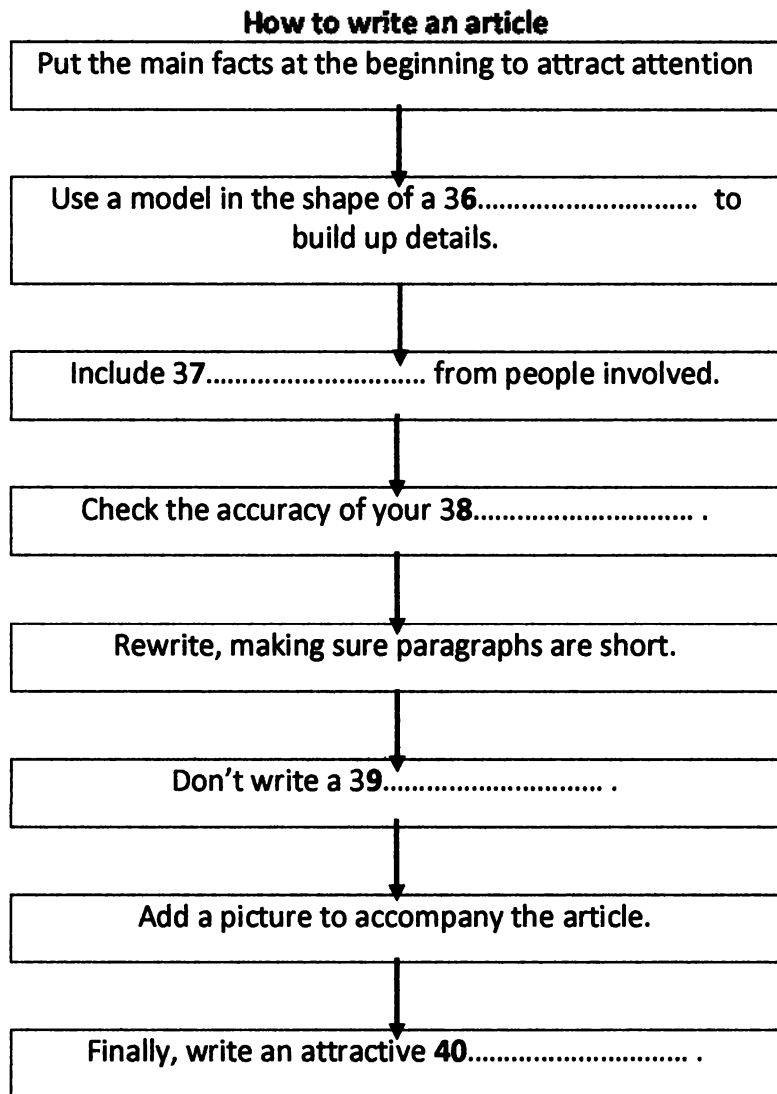 How to write an article
Put the main facts at the beginning to attract attention
Use a model in the shape of a 36.............................. to
build up details.
Include 37.............................. from people involved.
Check the accuracy of your 38.............................. .
Rewrite, making sure paragraphs are short.
Don't write a 39.............................. .
Add a picture to accompany the article.
Finally, write an attractive 40.............................. .